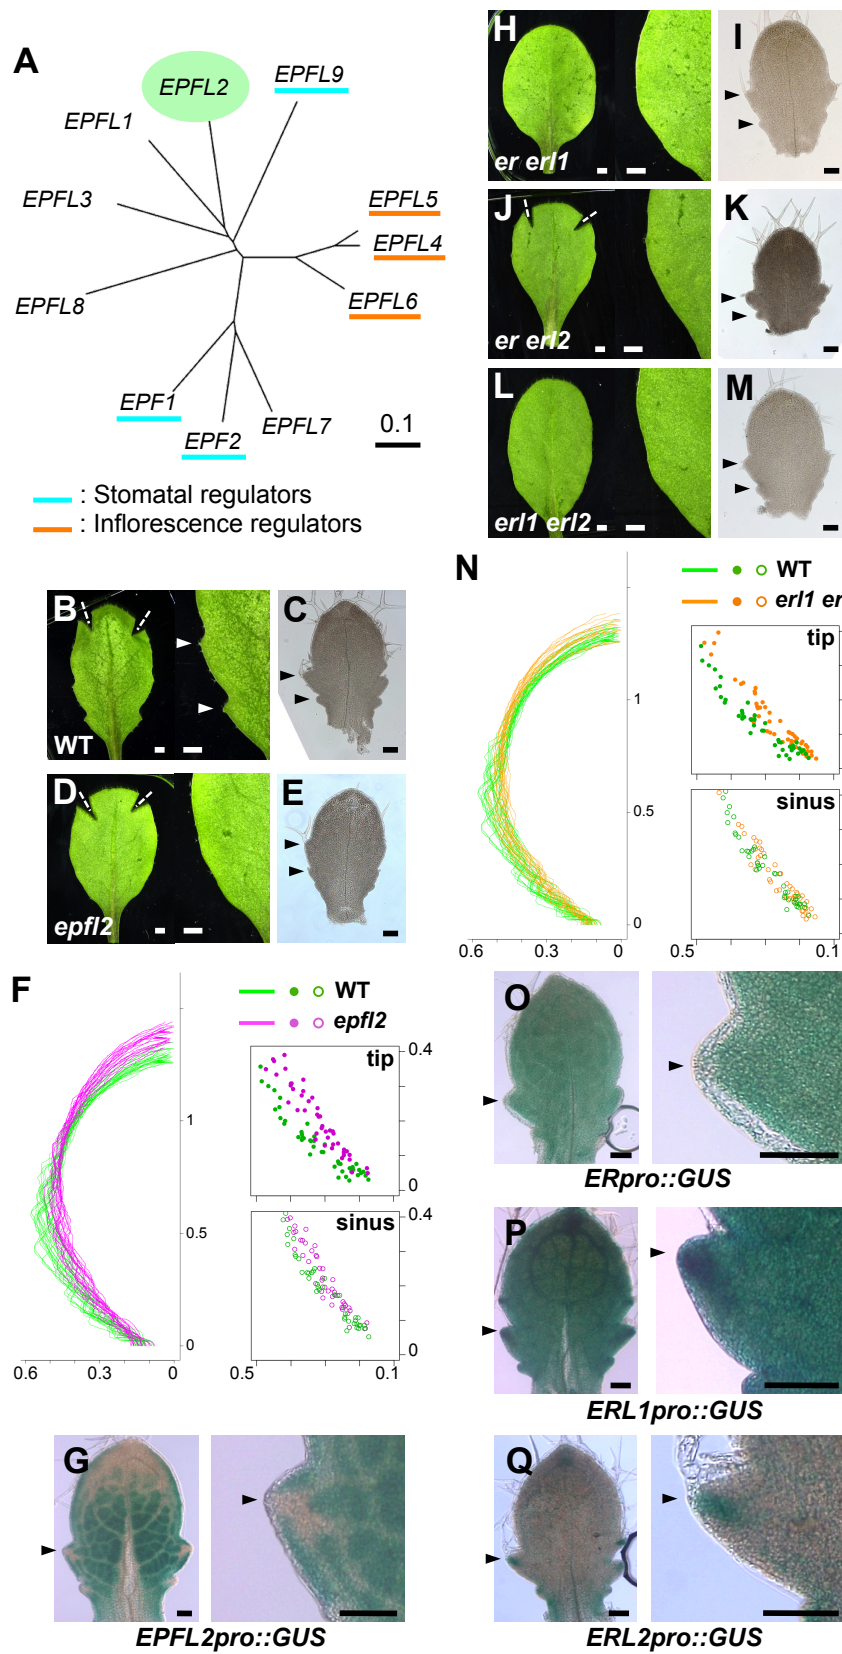 A
EPFL2
EPFL9
EPFL1
EPFL3
EPFL5
EPFL4
EPFL6
EPFL8
EPF1
EPF2
EPFL7
0.1
: Stomatal regulators
: Inflorescence regulators
B
WT
C
D
epfl2
E
F
WT
epfl2
tip
0.4
0
sinus
0.4
0
1
0.5
0
0.6
0.3
0
0.5
0.1
G
EPFL2pro::GUS
H
er erl1
I
J
er erl2
K
L
erl1 erl2
M
N
WT
erl1 er
tip
sinus
1
0.5
0
0.6
0.3
0
0.5
0.1
O
ERpro::GUS
P
ERL1pro::GUS
Q
ERL2pro::GUS